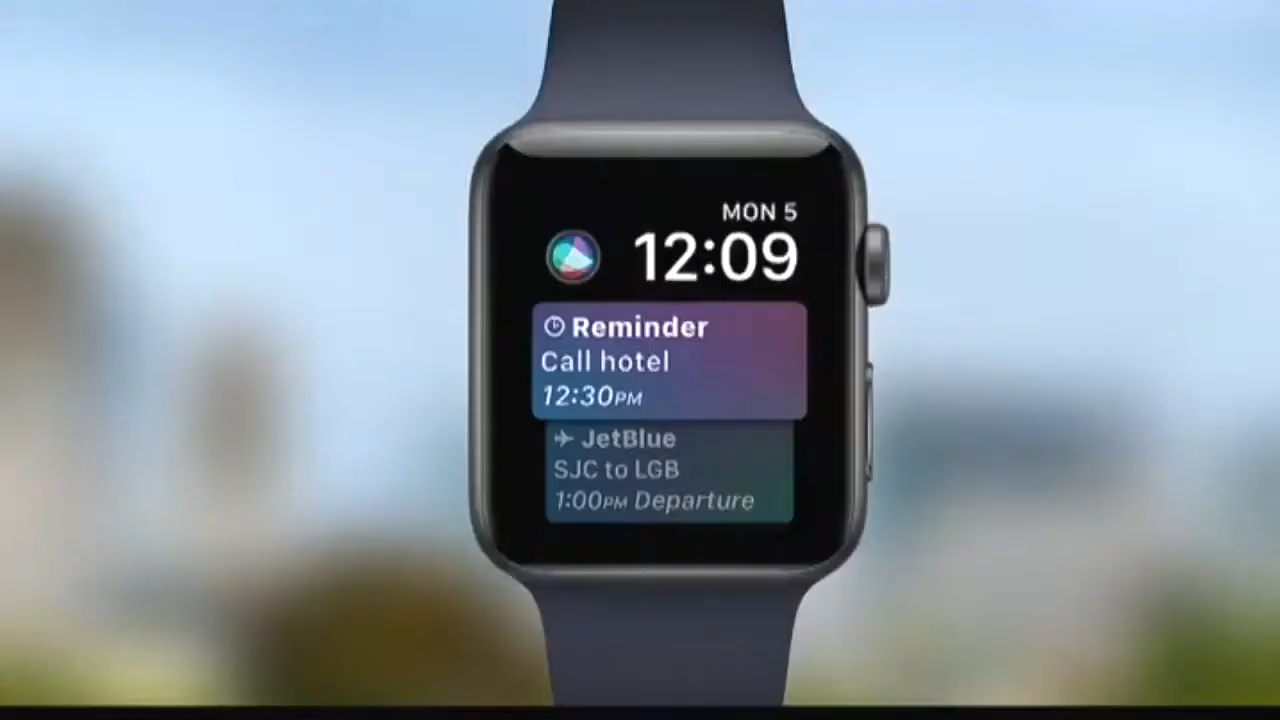 MON 5
12:09
Reminder
Call hotel
12:30PM
JetBlue
SJC to LGB
1:00PM Departure